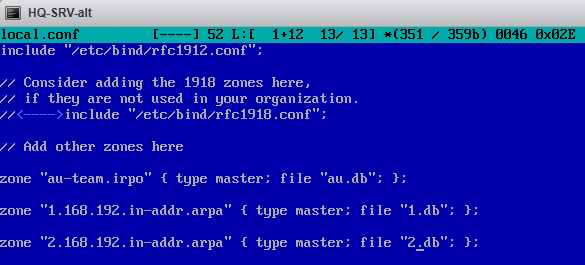 HQ-SRV-alt
local.conf [----] 52 L:[ 1+12 13/ 13] *(351 / 359b) 0046 0x02E
include "/etc/bind/rfc1912.conf";
// Consider adding the 1918 zones here,
// if they are not used in your organization.
//<---->include "/etc/bind/rfc1918.conf";
// Add other zones here
zone "au-team.irpo" { type master; file "au.db"; };
zone "1.168.192.in-addr.arpa" { type master; file "1.db"; };
zone "2.168.192.in-addr.arpa" { type master; file "2.db"; };